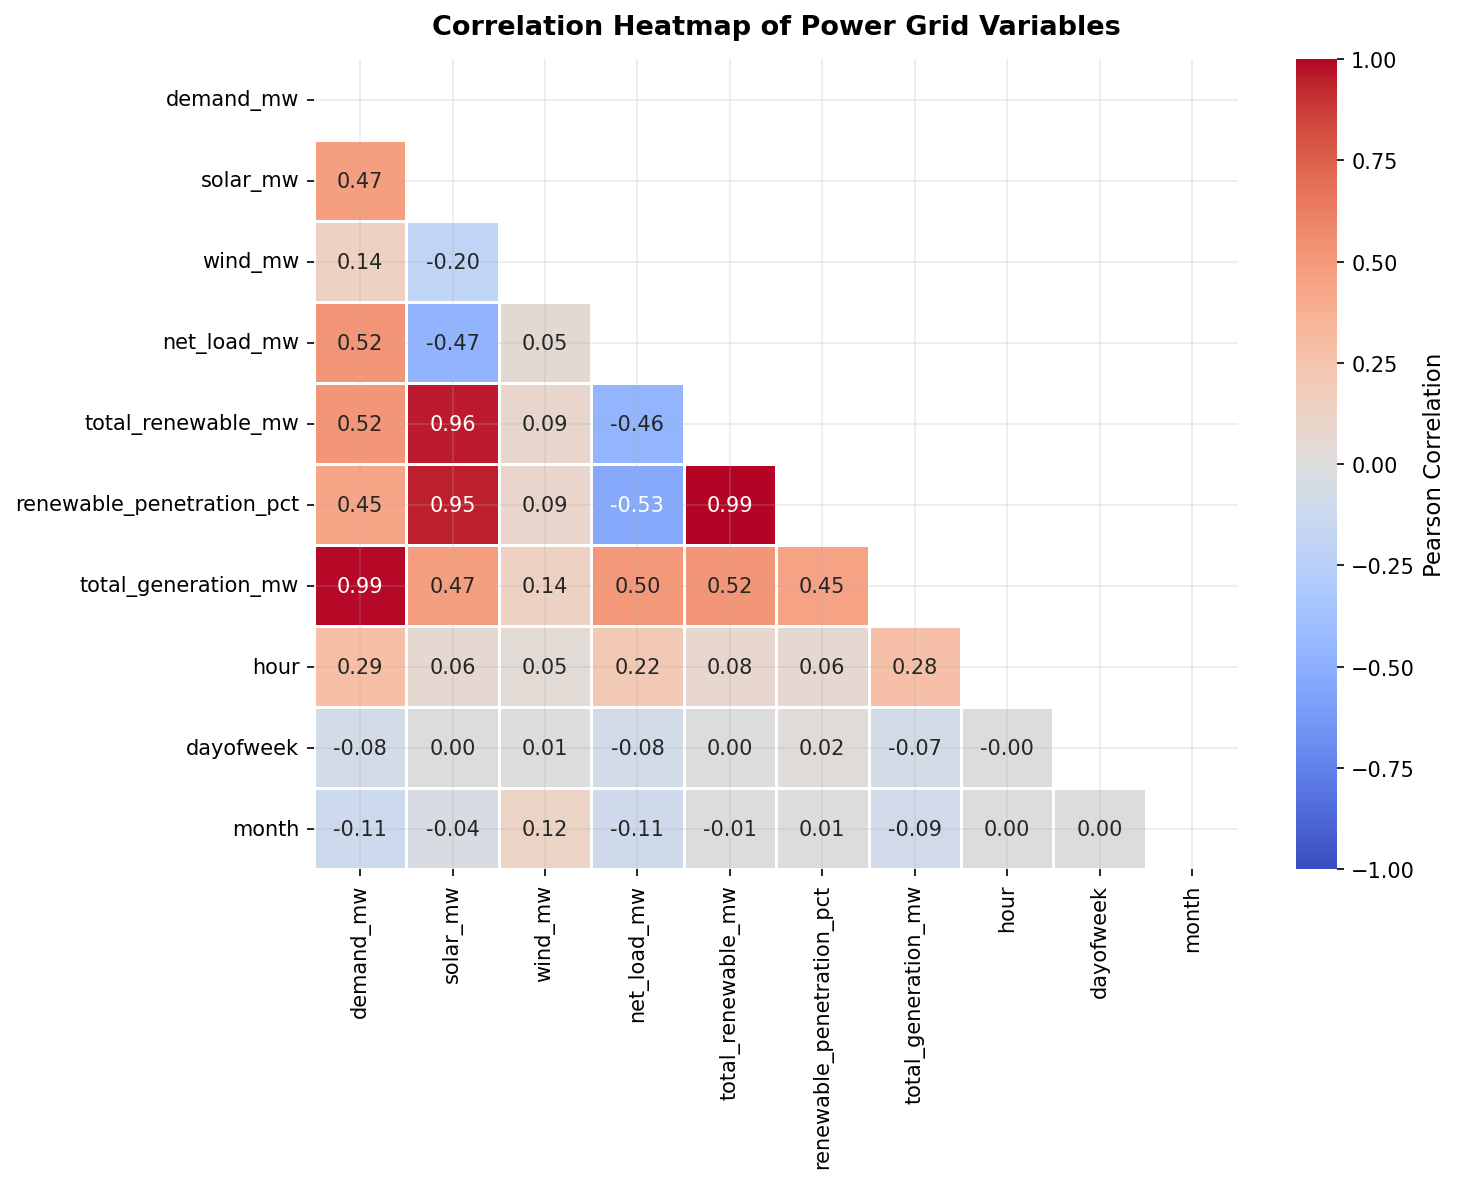 Correlation Heatmap of Power Grid Variables
demand_mw
solar_mw 0.47
wind_mw 0.14 -0.20
net_load_mw 0.52 -0.47 0.05
total_renewable_mw 0.52 0.96 0.09 -0.46
renewable_penetration_pct 0.45 0.95 0.09 -0.53 0.99
total_generation_mw 0.99 0.47 0.14 0.50 0.52 0.45
hour 0.29 0.06 0.05 0.22 0.08 0.06 0.28
dayofweek -0.08 0.00 0.01 -0.08 0.00 0.02 -0.07 -0.00
month -0.11 -0.04 0.12 -0.11 -0.01 0.01 -0.09 0.00 0.00
demand_mw
solar_mw
wind_mw
net_load_mw
total_renewable_mw
renewable_penetration_pct
total_generation_mw
hour
dayofweek
month
1.00
0.75
0.50
0.25
0.00
−0.25
−0.50
−0.75
−1.00
Pearson Correlation